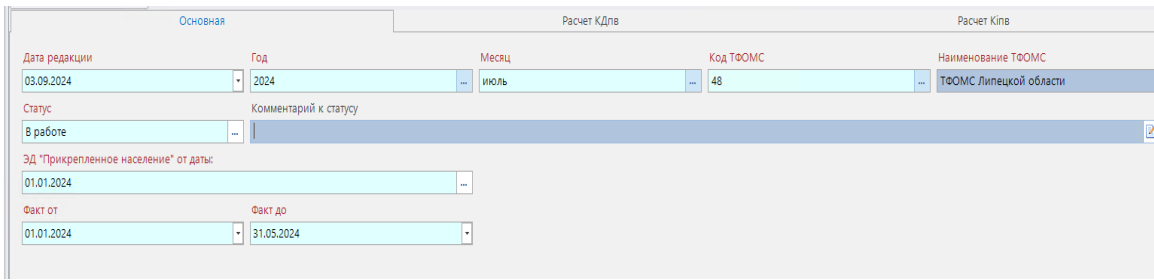 Основная Расчет КДпв Расчет Кiпв
Дата редакции Год Месяц Код ТФОМС Наименование ТФОМС
03.09.2024 2024 ... июль ... 48 ... ТФОМС Липецкой области
Статус Комментарий к статусу
В работе ...
ЭД "Прикрепленное население" от даты:
01.01.2024 ...
Факт от Факт до
01.01.2024 31.05.2024